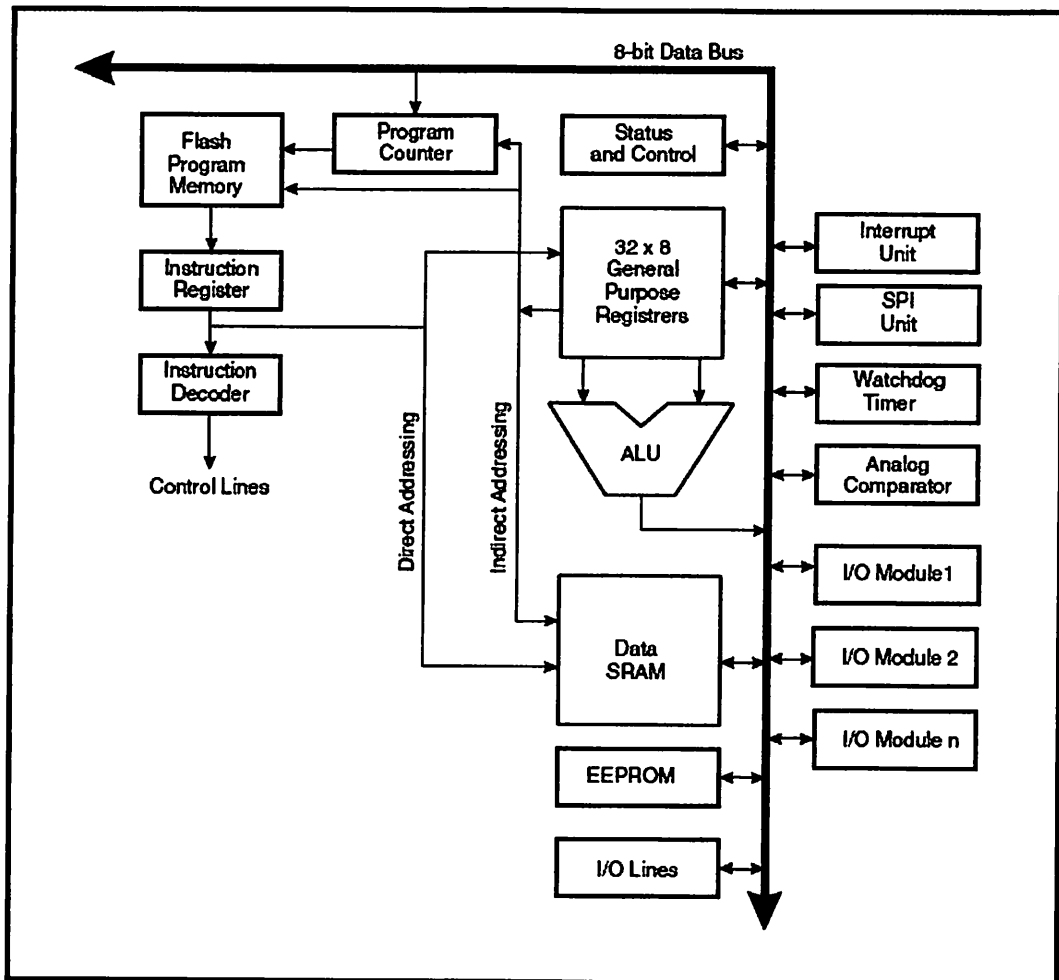 8-bit Data Bus
Flash
Program
Memory
Program
Counter
Status
and Control
Interrupt
Unit
32 x 8
General
Purpose
Registrers
Instruction
Register
SPI
Unit
Instruction
Decoder
Watchdog
Timer
ALU
Analog
Comparator
Control Lines
Direct Addressing
Indirect Addressing
I/O Module1
Data
SRAM
I/O Module 2
I/O Module n
EEPROM
I/O Lines